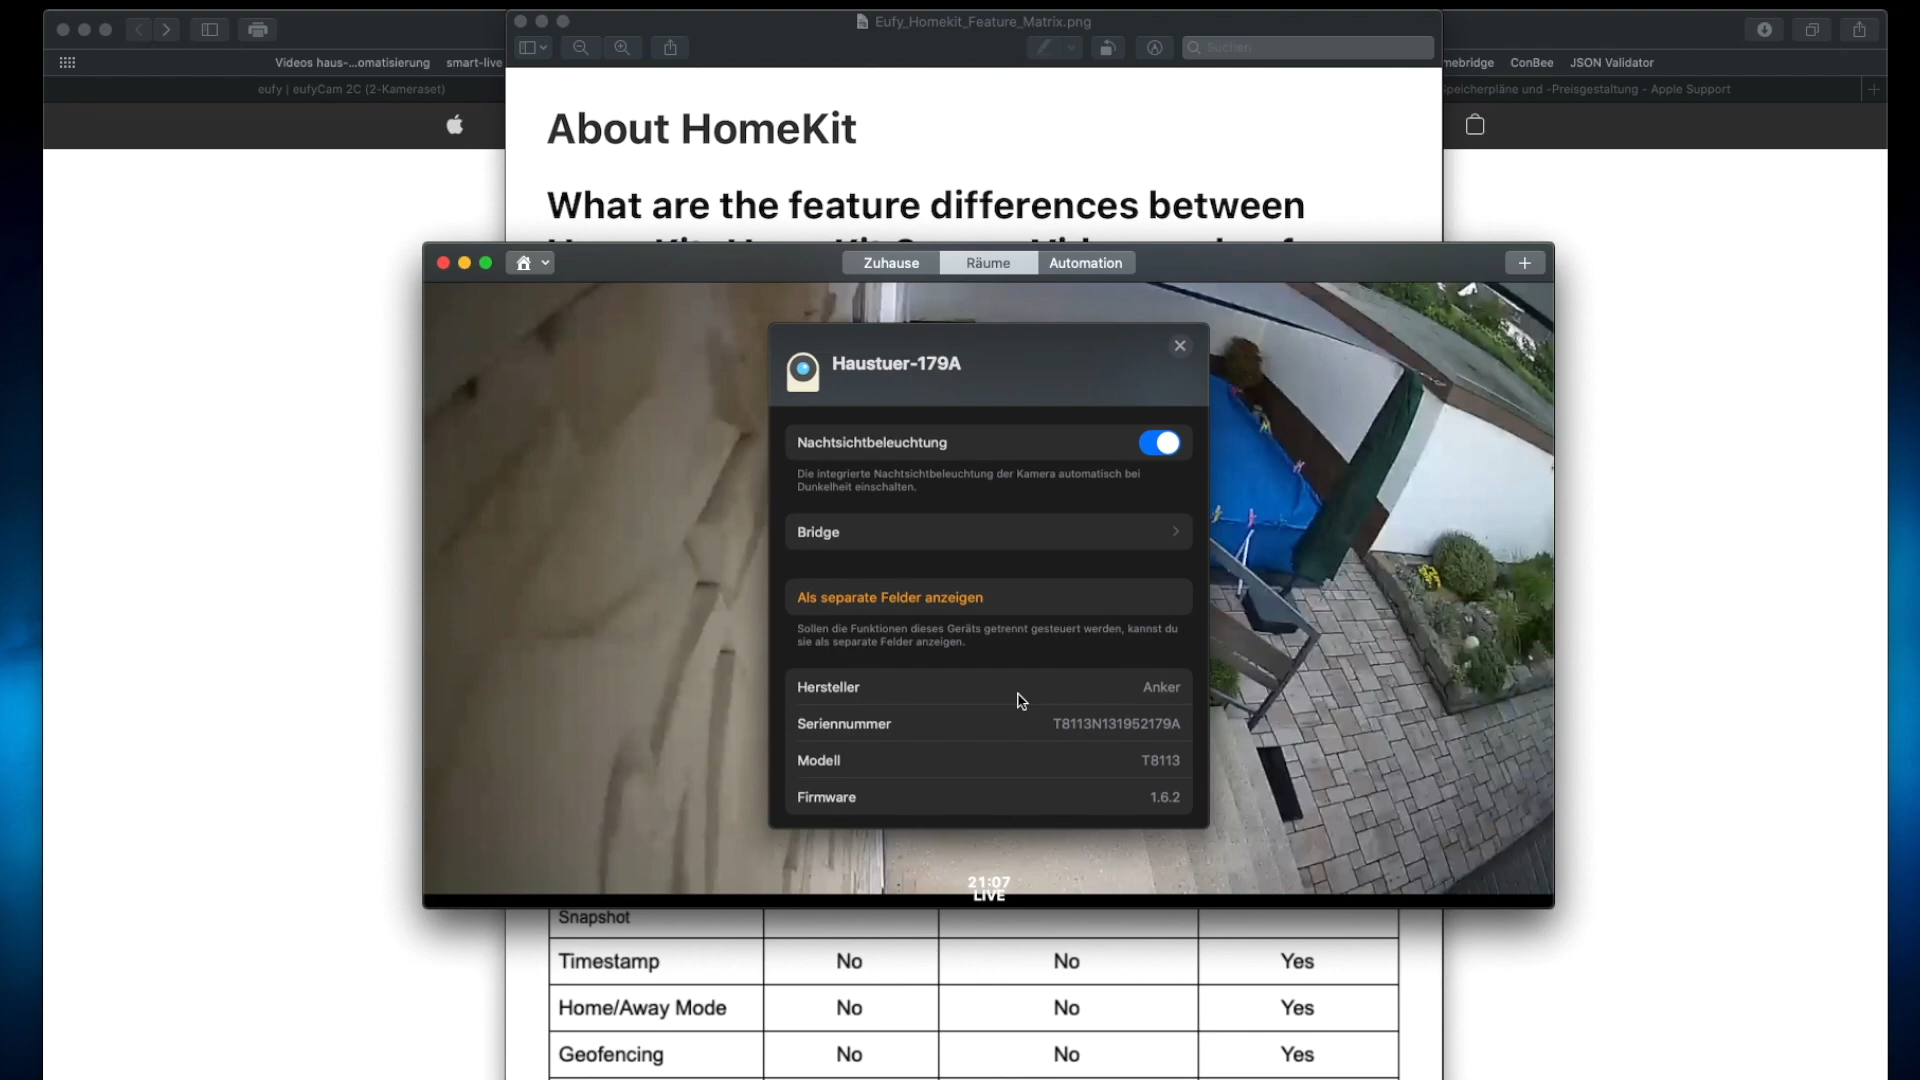 Eufy_Homekit_Feature_Matrix.png
Suchen
Videos haus-...omatisierung
smart-live
mebridge
ConBee
JSON Validator
eufy | eufyCam 2C (2-Kameraset)
Speicherpläne und -Preisgestaltung - Apple Support
About HomeKit
What are the feature differences between
Zuhause
Räume
Automation
Haustuer-179A
Nachtsichtbeleuchtung
Die integrierte Nachtsichtbeleuchtung der Kamera automatisch bei
Dunkelheit einschalten.
Bridge
Als separate Felder anzeigen
Sollen die Funktionen dieses Geräts getrennt gesteuert werden, kannst du
sie als separate Felder anzeigen.
Hersteller Anker
Seriennummer T8113N131952179A
Modell T8113
Firmware 1.6.2
21:07
LIVE
Snapshot
Timestamp No No Yes
Home/Away Mode No No Yes
Geofencing No No Yes